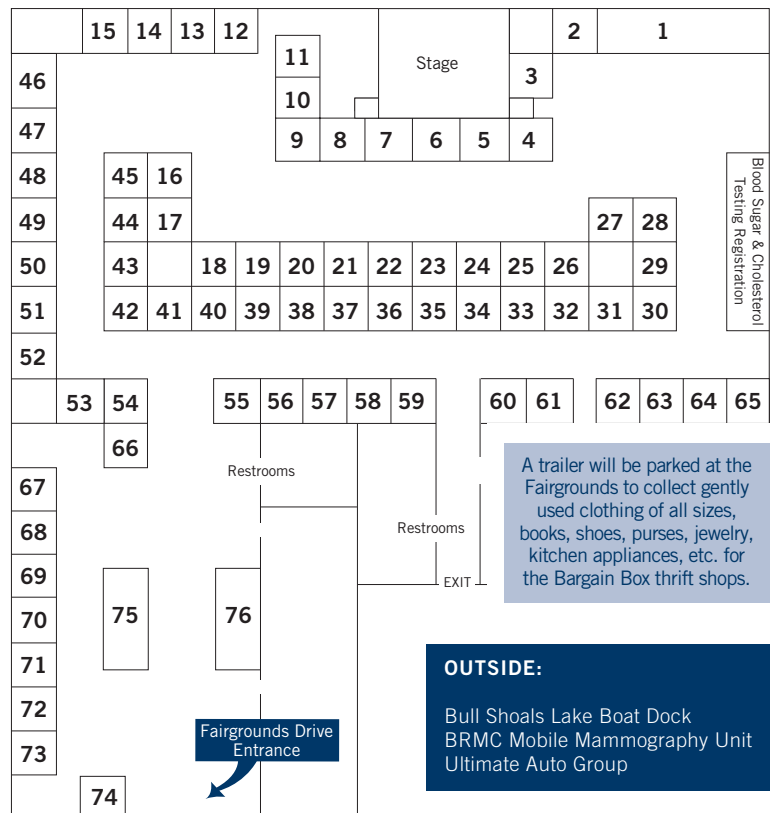 15 14 13 12
2 1
11
Stage
3
46
10
47
9 8 7 6 5 4
48
45 16
Blood Sugar & Cholesterol
Testing Registration
49
44 17
27 28
50
43 18 19 20 21 22 23 24 25 26 29
51
42 41 40 39 38 37 36 35 34 33 32 31 30
52
53 54
55 56 57 58 59
60 61
62 63 64 65
66
Restrooms
67
68
Restrooms
A trailer will be parked at the
Fairgrounds to collect gently
used clothing of all sizes,
books, shoes, purses, jewelry,
kitchen appliances, etc. for
the Bargain Box thrift shops.
69
EXIT
70
75
76
71
72
73
Fairgrounds Drive
Entrance
74
OUTSIDE:
Bull Shoals Lake Boat Dock
BRMC Mobile Mammography Unit
Ultimate Auto Group